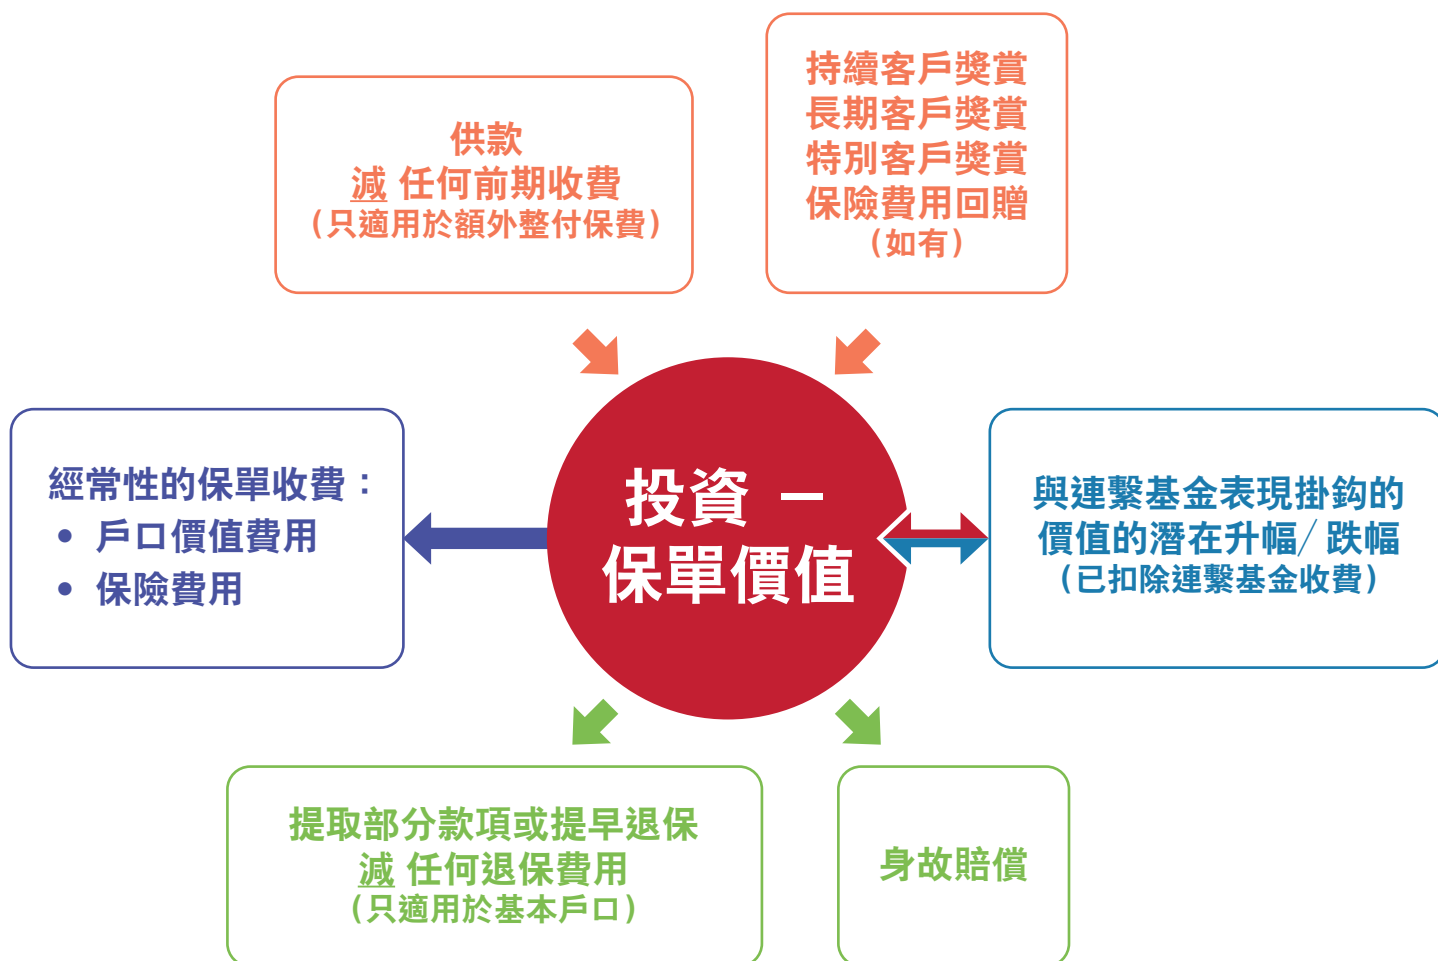 供款
減 任何前期收費
(只適用於額外整付保費)
持續客戶獎賞
長期客戶獎賞
特別客戶獎賞
保險費用回贈
(如有)
經常性的保單收費：
• 戶口價值費用
• 保險費用
投資 –
保單價值
與連繫基金表現掛鈎的
價值的潛在升幅╱跌幅
(已扣除連繫基金收費)
提取部分款項或提早退保
減 任何退保費用
(只適用於基本戶口)
身故賠償